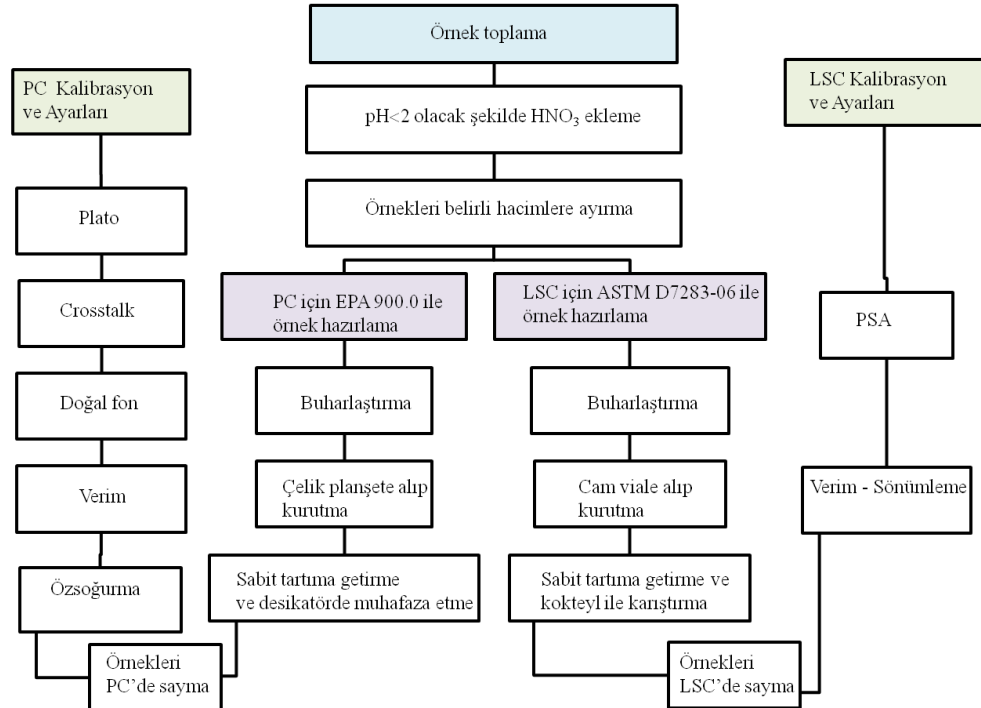 Örnek toplama
PC Kalibrasyon
ve Ayarları
LSC Kalibrasyon
ve Ayarları
pH<2 olacak şekilde HNO₃ ekleme
Örnekleri belirli hacimlere ayırma
Plato
Crosstalk
Doğal fon
Verim
Özsoğurma
PC için EPA 900.0 ile
örnek hazırlama
Buharlaştırma
Çelik planşete alıp
kurutma
Sabit tartıma getirme
ve desikatörde muhafaza etme
Örnekleri
PC’de sayma
LSC için ASTM D7283-06 ile
örnek hazırlama
Buharlaştırma
Cam viale alıp
kurutma
Sabit tartıma getirme ve
kokteyl ile karıştırma
PSA
Verim - Sönümleme
Örnekleri
LSC’de sayma